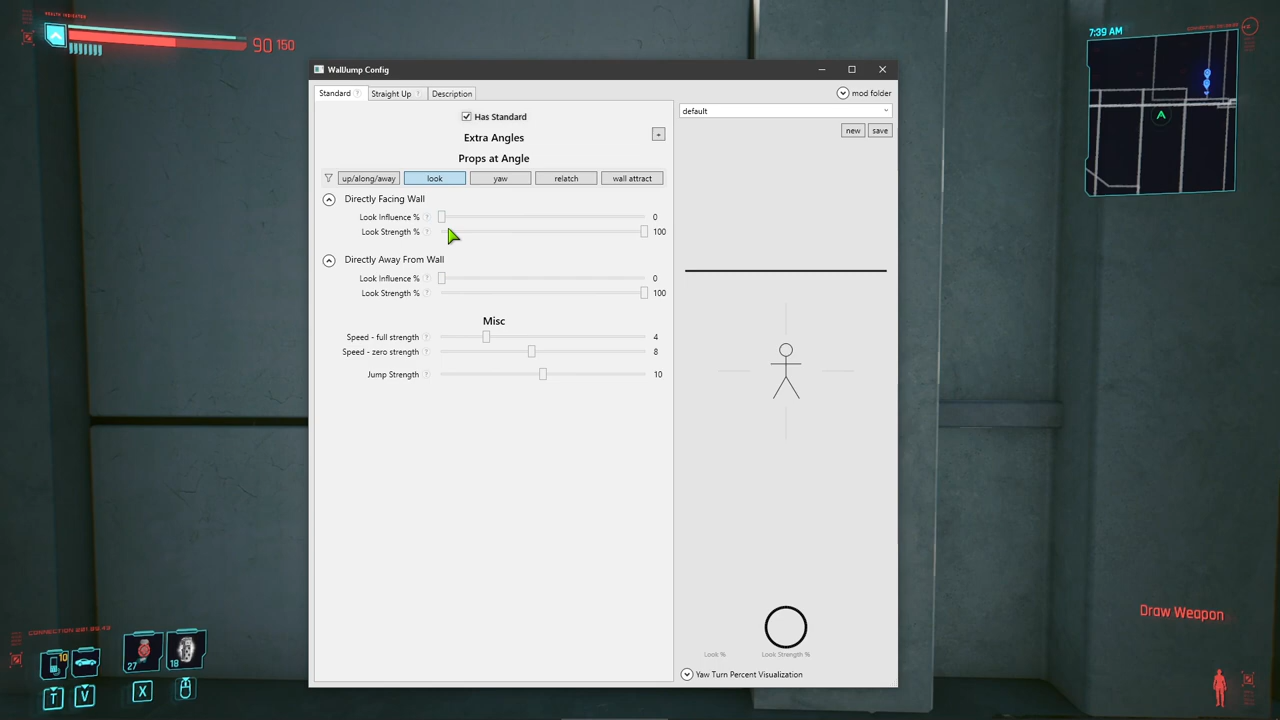 HEALTH INDICATOR
90 150
7:39 AM
WallJump Config
Standard ?
Straight Up ?
Description
mod folder
Has Standard
default
Extra Angles
+
new
save
Props at Angle
up/along/away
look
yaw
relatch
wall attract
Directly Facing Wall
Look Influence % ? 0
Look Strength % ? 100
Directly Away From Wall
Look Influence % ? 0
Look Strength % ? 100
Misc
Speed - full strength ? 4
Speed - zero strength ? 8
Jump Strength ? 10
Draw Weapon
10
27
18
T
V
X
Look %
Look Strength %
Yaw Turn Percent Visualization